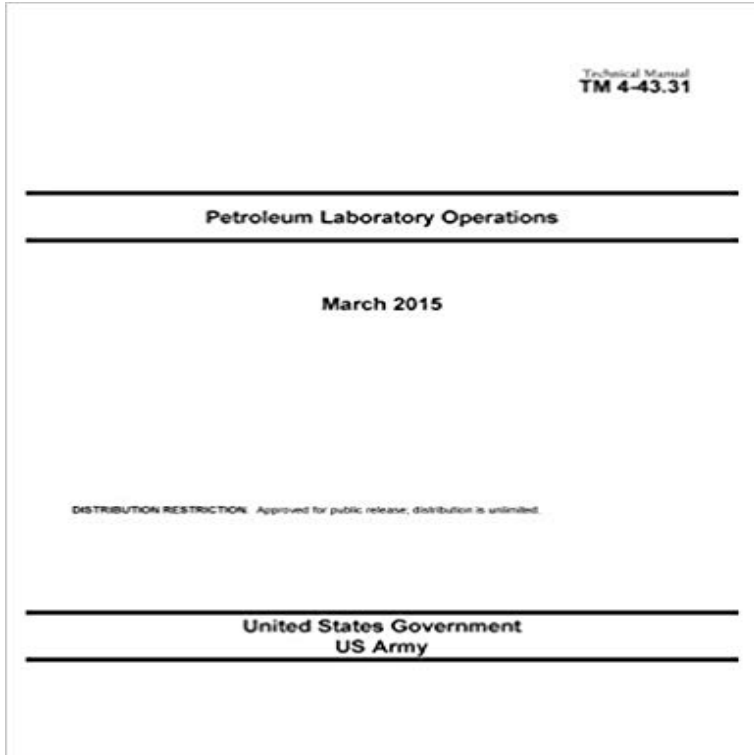 Technical Manual
TM 4-43.31
Petroleum Laboratory Operations
March 2015
DISTRIBUTION RESTRICTION. Approved for public release; distribution is unlimited.
United States Government
US Army